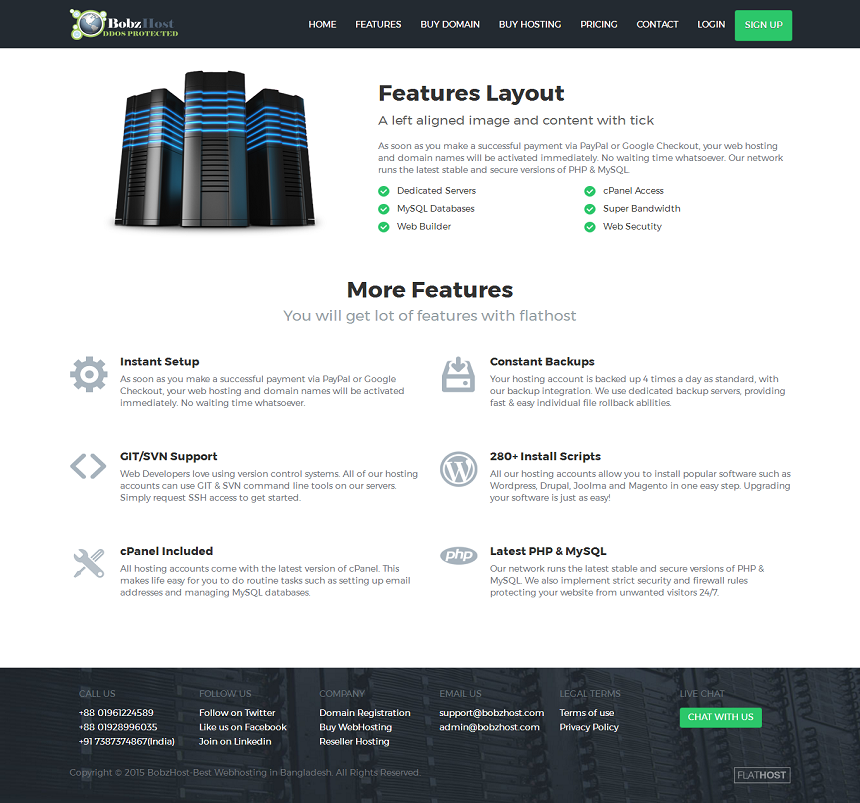 BobzHost
DDOS PROTECTED
HOME FEATURES BUY DOMAIN BUY HOSTING PRICING CONTACT LOGIN SIGN UP
Features Layout
A left aligned image and content with tick
As soon as you make a successful payment via PayPal or Google Checkout, your web hosting
and domain names will be activated immediately. No waiting time whatsoever. Our network
runs the latest stable and secure versions of PHP & MySQL
Dedicated Servers
cPanel Access
MySQL Databases
Super Bandwidth
Web Builder
Web Secutity
More Features
You will get lot of features with flathost
Instant Setup
As soon as you make a successful payment via PayPal or Google
Checkout, your web hosting and domain names will be activated
immediately. No waiting time whatsoever.
Constant Backups
Your hosting account is backed up 4 times a day as standard, with
our backup integration. We use dedicated backup servers, providing
fast & easy individual file rollback abilities.
GIT/SVN Support
Web Developers love using version control systems. All of our hosting
accounts can use GIT & SVN command line tools on our servers.
Simply request SSH access to get started.
280+ Install Scripts
All our hosting accounts allow you to install popular software such as
Wordpress, Drupal, Joolma and Magento in one easy step. Upgrading
your software is just as easy!
cPanel Included
All hosting accounts come with the latest version of cPanel. This
makes life easy for you to do routine tasks such as setting up email
addresses and managing MySQL databases.
php
Latest PHP & MySQL
Our network runs the latest stable and secure versions of PHP &
MySQL. We also implement strict security and firewall rules
protecting your website from unwanted visitors 24/7.
CALL US
+88 01961224589
+88 01928996035
+91 7387374867(India)
FOLLOW US
Follow on Twitter
Like us on Facebook
Join on Linkedin
COMPANY
Domain Registration
Buy WebHosting
Reseller Hosting
EMAIL US
support@bobzhost.com
admin@bobzhost.com
LEGAL TERMS
Terms of use
Privacy Policy
LIVE CHAT
CHAT WITH US
Copyright © 2015 BobzHost-Best Webhosting in Bangladesh. All Rights Reserved.
FLATHOST